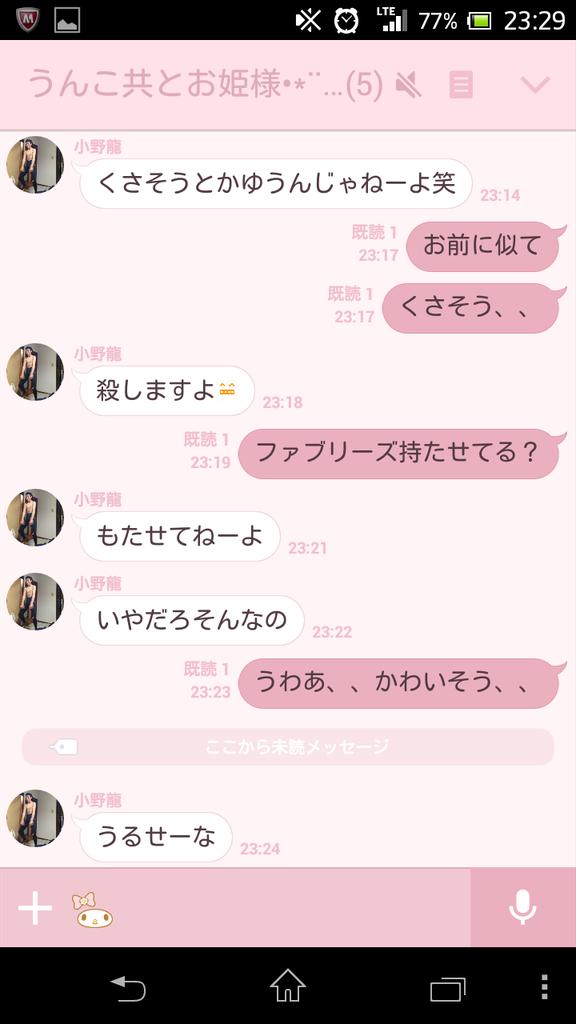 LTE 77% 23:29
うんこ共とお姫様•*¨…(5)
小野龍
くさそうとかゆうんじゃねーよ笑
23:14
既読 1
23:17
お前に似て
既読 1
23:17
くさそう、、
小野龍
殺しますよ
23:18
既読 1
23:19
ファブリーズ持たせてる？
小野龍
もたせてねーよ
23:21
小野龍
いやだろそんなの
23:22
既読 1
23:23
うわあ、、かわいそう、、
ここから未読メッセージ
小野龍
うるせーな
23:24